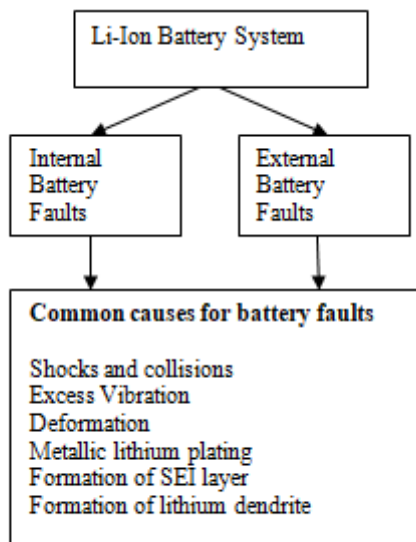 Li-Ion Battery System
Internal
Battery
Faults
External
Battery
Faults
Common causes for battery faults
Shocks and collisions
Excess Vibration
Deformation
Metallic lithium plating
Formation of SEI layer
Formation of lithium dendrite